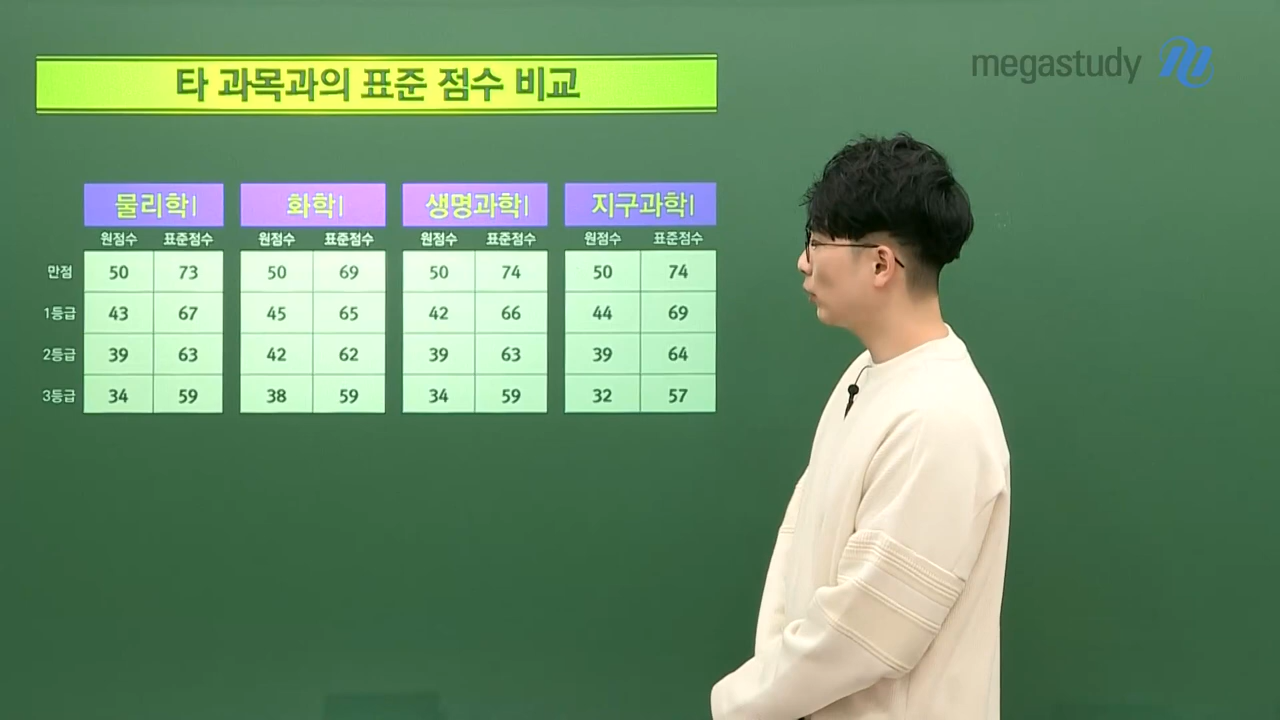 megastudy
타 과목과의 표준 점수 비교
물리학Ⅰ 화학Ⅰ 생명과학Ⅰ 지구과학Ⅰ
원점수 표준점수 원점수 표준점수 원점수 표준점수 원점수 표준점수
만점 50 73 50 69 50 74 50 74
1등급 43 67 45 65 42 66 44 69
2등급 39 63 42 62 39 63 39 64
3등급 34 59 38 59 34 59 32 57